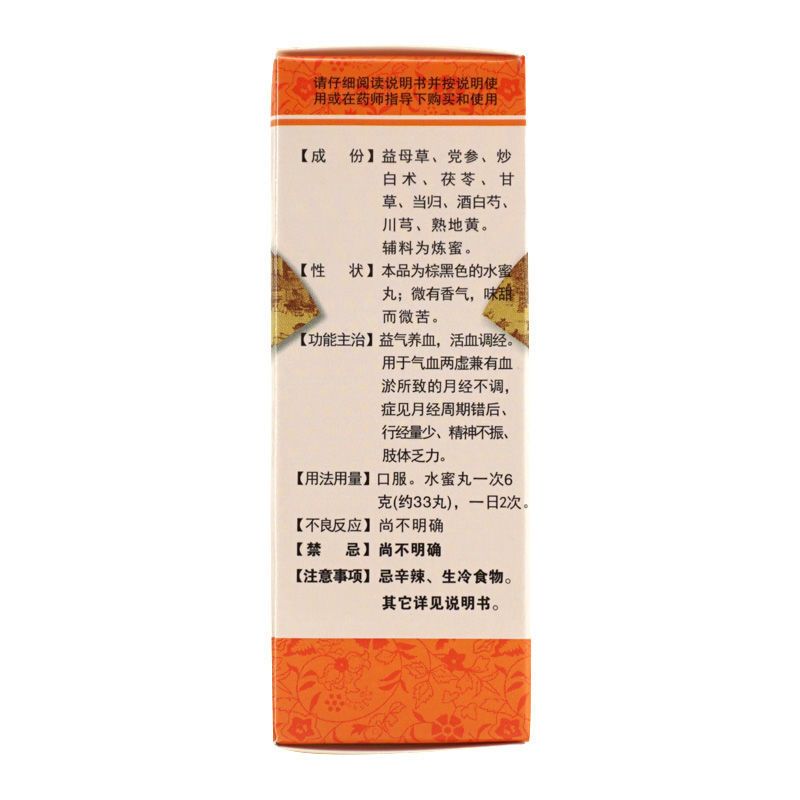 请仔细阅读说明书并按说明使
用或在药师指导下购买和使用
【成 份】益母草、党参、炒
白术、茯苓、甘
草、当归、酒白芍、
川芎、熟地黄。
辅料为炼蜜。
【性 状】本品为棕黑色的水蜜
丸；微有香气，味甜
而微苦。
【功能主治】益气养血，活血调经。
用于气血两虚兼有血
淤所致的月经不调，
症见月经周期错后、
行经量少、精神不振、
肢体乏力。
【用法用量】口服。水蜜丸一次6
克(约33丸)，一日2次。
【不良反应】尚不明确
【禁 忌】尚不明确
【注意事项】忌辛辣、生冷食物。
其它详见说明书。